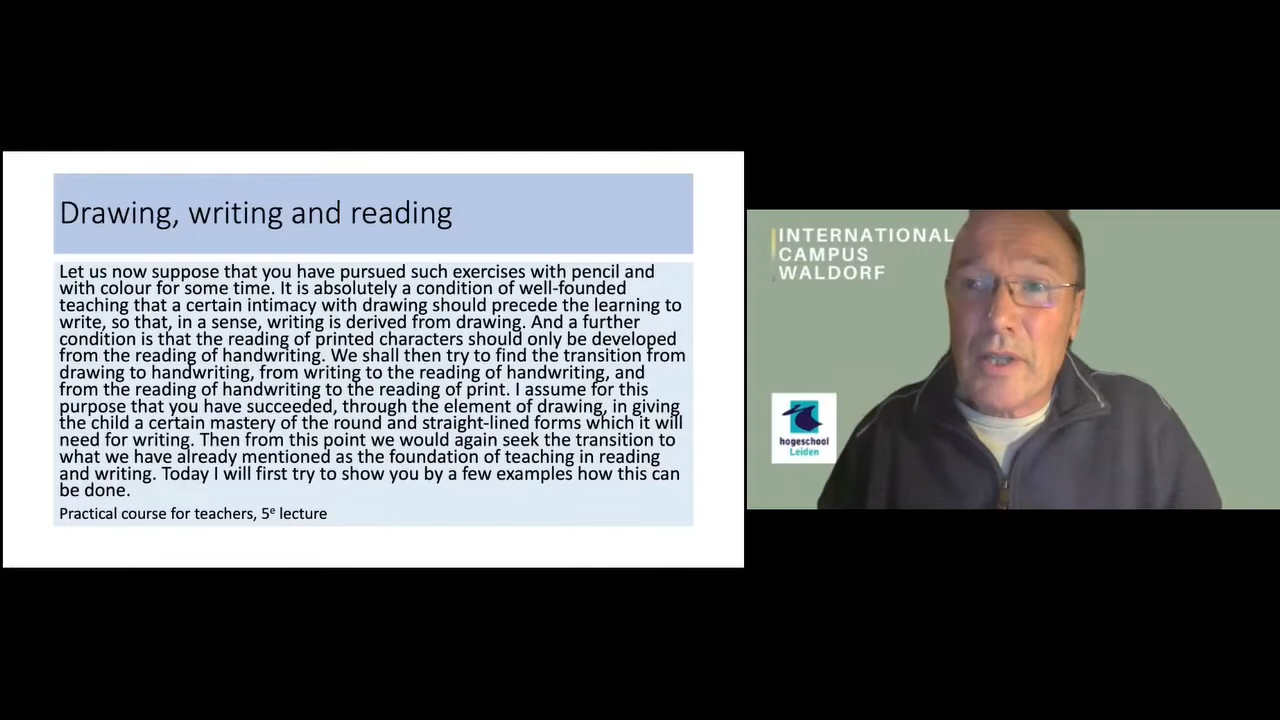 Drawing, writing and reading
Let us now suppose that you have pursued such exercises with pencil and
with colour for some time. It is absolutely a condition of well-founded
teaching that a certain intimacy with drawing should precede the learning to
write, so that, in a sense, writing is derived from drawing. And a further
condition is that the reading of printed characters should only be developed
from the reading of handwriting. We shall then try to find the transition from
drawing to handwriting, from writing to the reading of handwriting, and
from the reading of handwriting to the reading of print. I assume for this
purpose that you have succeeded, through the element of drawing, in giving
the child a certain mastery of the round and straight-lined forms which it will
need for writing. Then from this point we would again seek the transition to
what we have already mentioned as the foundation of teaching in reading
and writing. Today I will first try to show you by a few examples how this can
be done.
Practical course for teachers, 5e lecture
INTERNATIONAL
CAMPUS
WALDORF
hogeschool
Leiden